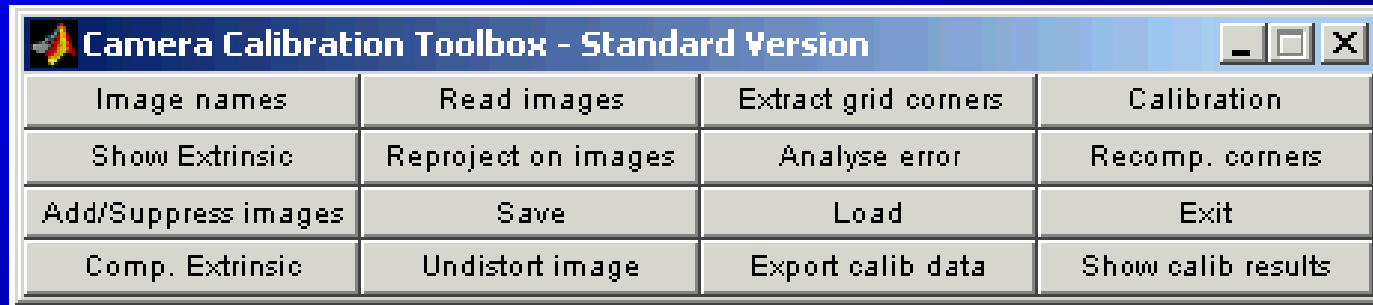 Camera Calibration Toolbox - Standard Version
Image names Read images Extract grid corners Calibration
Show Extrinsic Reproject on images Analyse error Recomp. corners
Add/Suppress images Save Load Exit
Comp. Extrinsic Undistort image Export calib data Show calib results